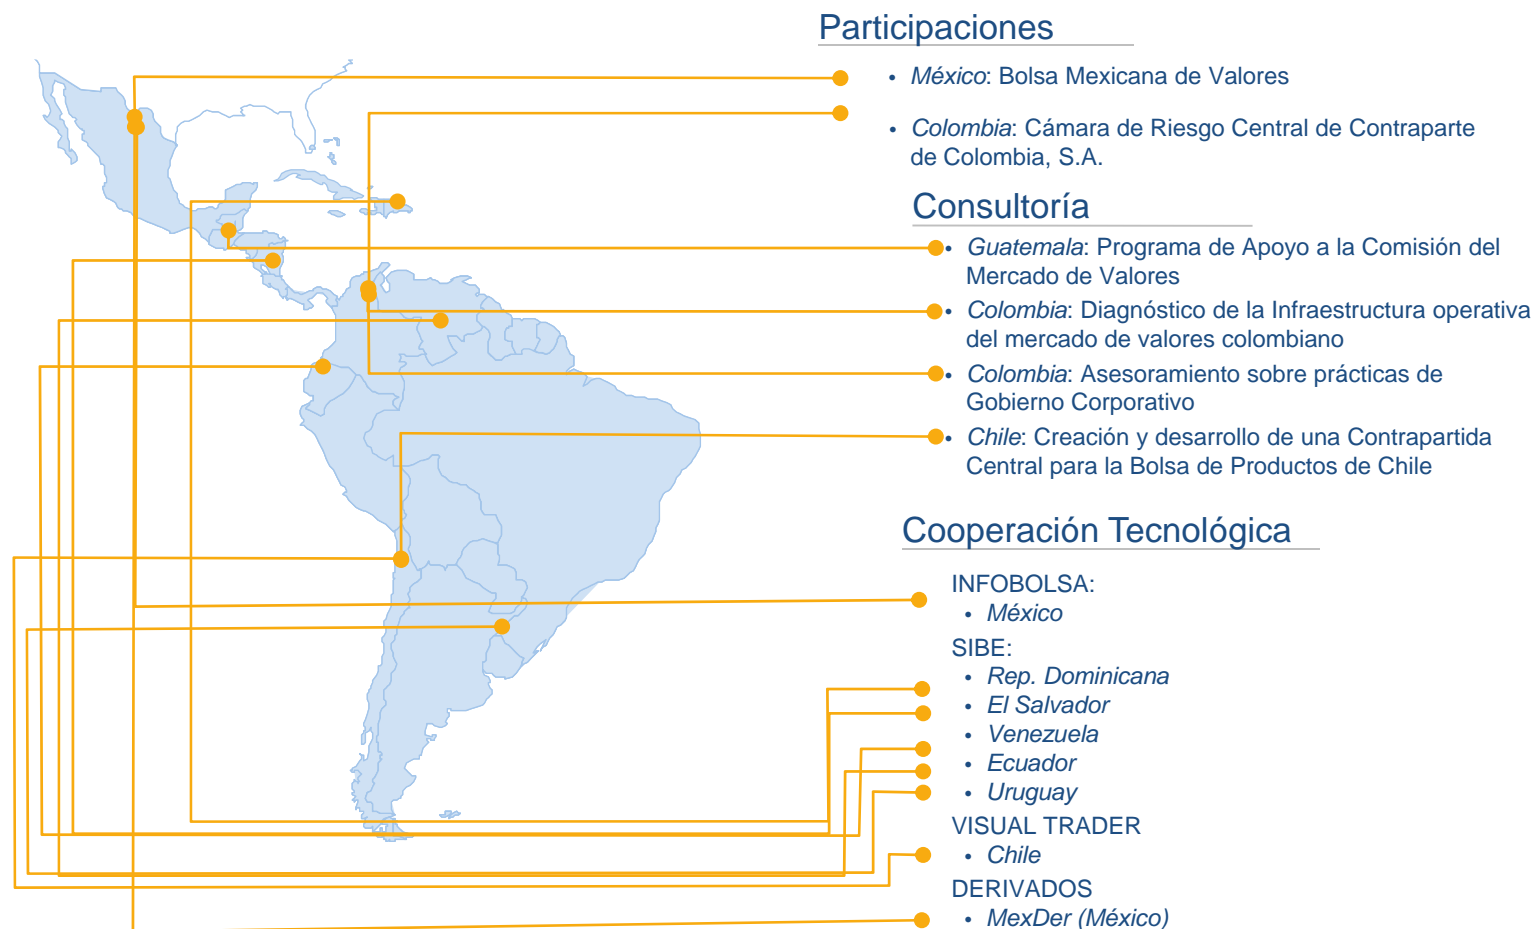 Participaciones
• México: Bolsa Mexicana de Valores
• Colombia: Cámara de Riesgo Central de Contraparte
de Colombia, S.A.
Consultoría
• Guatemala: Programa de Apoyo a la Comisión del
Mercado de Valores
• Colombia: Diagnóstico de la Infraestructura operativa
del mercado de valores colombiano
• Colombia: Asesoramiento sobre prácticas de
Gobierno Corporativo
• Chile: Creación y desarrollo de una Contrapartida
Central para la Bolsa de Productos de Chile
Cooperación Tecnológica
INFOBOLSA:
• México
SIBE:
• Rep. Dominicana
• El Salvador
• Venezuela
• Ecuador
• Uruguay
VISUAL TRADER
• Chile
DERIVADOS
• MexDer (México)